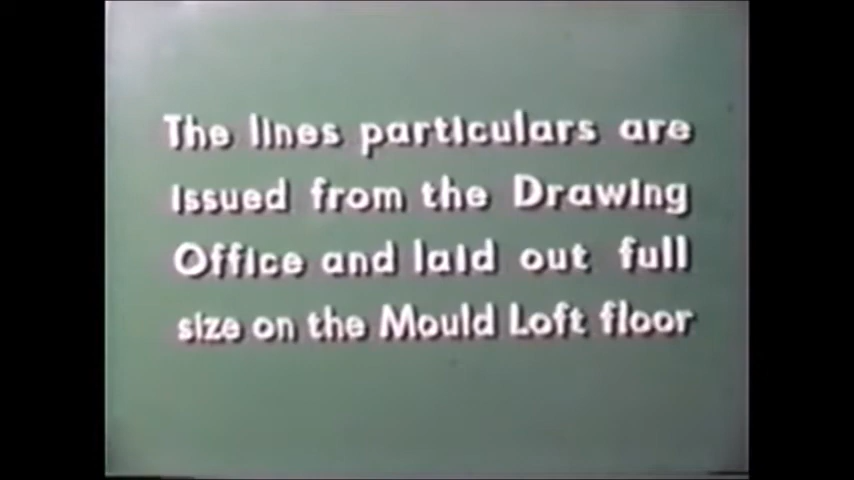 The lines particulars are
issued from the Drawing
Office and laid out full
size on the Mould Loft floor